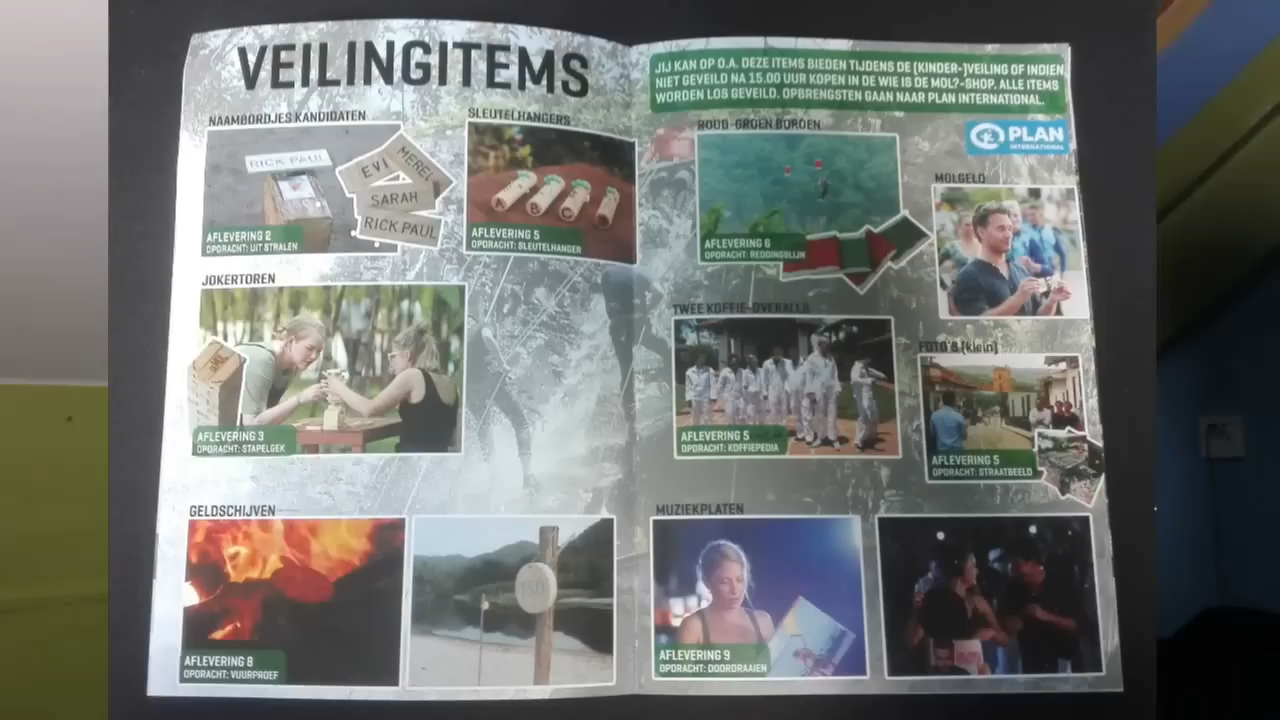 VEILINGITEMS
NAAMBORDJES KANDIDATEN
RICK PAUL
EVI
MEREL
SARAH
RICK PAUL
AFLEVERING 2
OPDRACHT: UIT STRALEN
SLEUTELHANGERS
A
B
C
AFLEVERING 5
OPDRACHT: SLEUTELHANGER
JOKERTOREN
AFLEVERING 3
OPDRACHT: STAPELGEK
GELDSCHIJVEN
AFLEVERING 8
OPDRACHT: VUURPROEF
JIJ KAN OP O.A. DEZE ITEMS BIEDEN TIJDENS DE (KINDER-)VEILING OF INDIEN
NIET GEVEILD NA 15.00 UUR KOPEN IN DE WIE IS DE MOL?-SHOP. ALLE ITEMS
WORDEN LOS GEVEILD. OPBRENGSTEN GAAN NAAR PLAN INTERNATIONAL.
PLAN
INTERNATIONAL
ROOD-GROEN BORDEN
AFLEVERING 6
OPDRACHT: REDDINGSLIJN
MOLGELD
TWEE KOFFIE-OVERALLS
AFLEVERING 5
OPDRACHT: KOFFIEPEDIA
FOTO'S (klein)
AFLEVERING 5
OPDRACHT: STRAATBEELD
MUZIEKPLATEN
AFLEVERING 9
OPDRACHT: DOORDRAAIEN